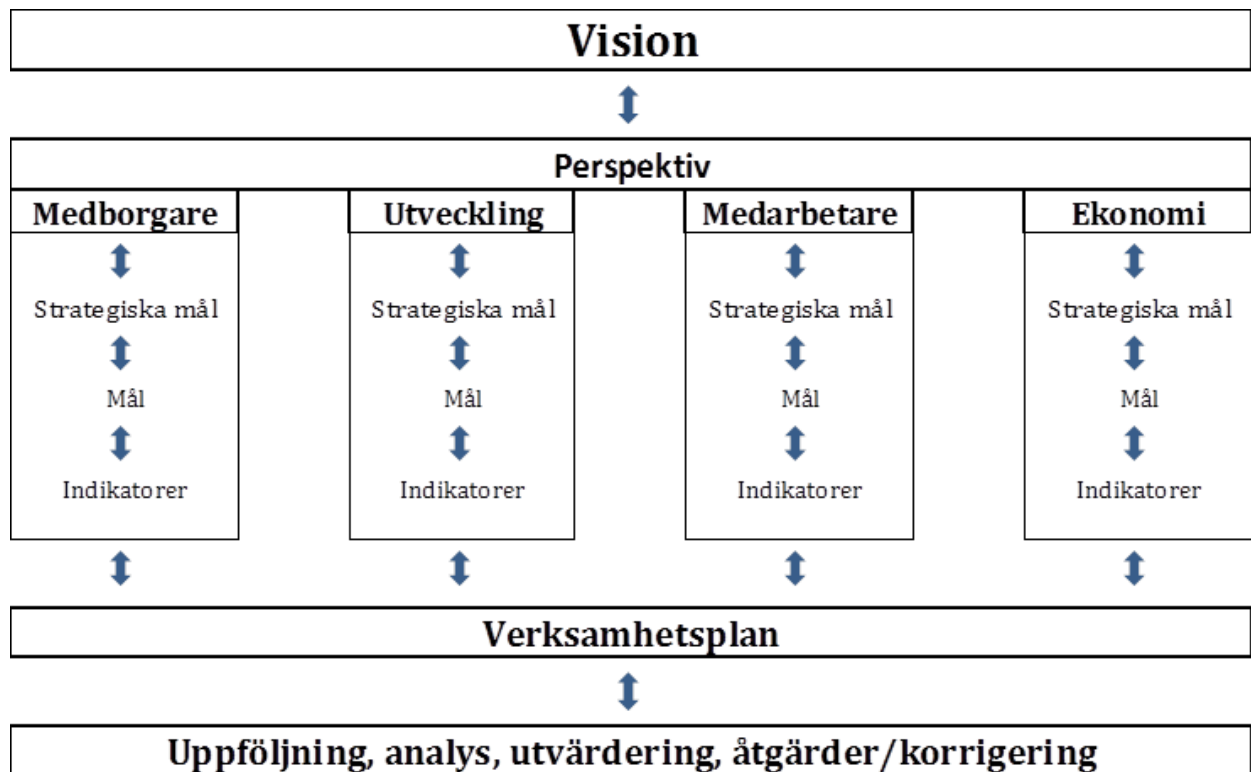 Vision
Perspektiv
Medborgare Utveckling Medarbetare Ekonomi
Strategiska mål Strategiska mål Strategiska mål Strategiska mål
Mål Mål Mål Mål
Indikatorer Indikatorer Indikatorer Indikatorer
Verksamhetsplan
Uppföljning, analys, utvärdering, åtgärder/korrigering